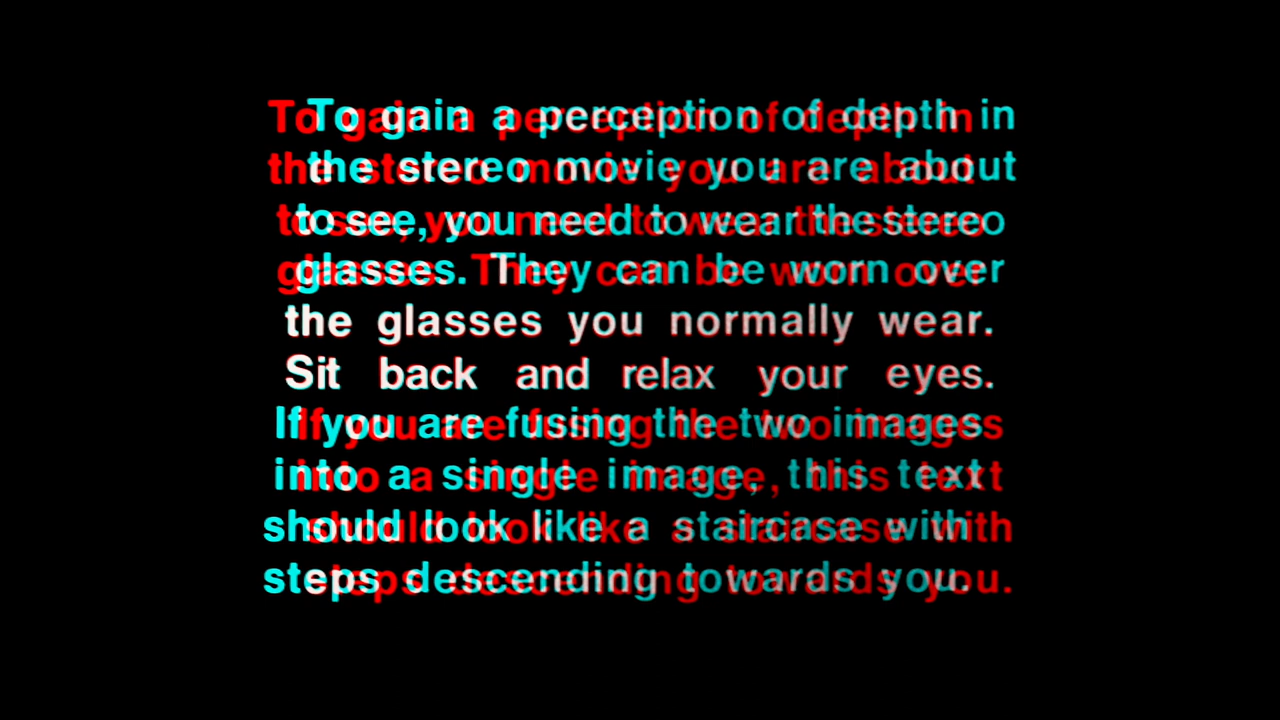 To gain a perception of depth in
the stereo movie you are about
to see, you need to wear the stereo
glasses. They can be worn over
the glasses you normally wear.
Sit back and relax your eyes.
If you are fusing the two images
into a single image, this text
should look like a staircase with
steps descending towards you.